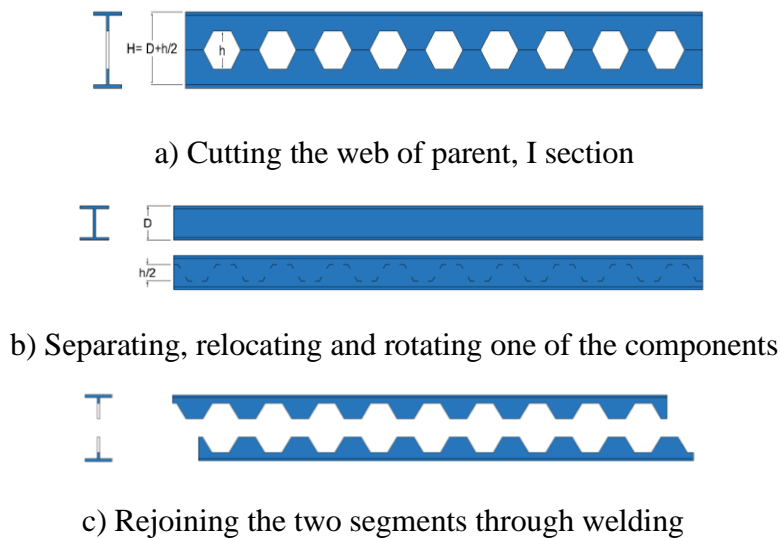 H= D+h/2
h
a) Cutting the web of parent, I section
D
h/2
b) Separating, relocating and rotating one of the components
c) Rejoining the two segments through welding